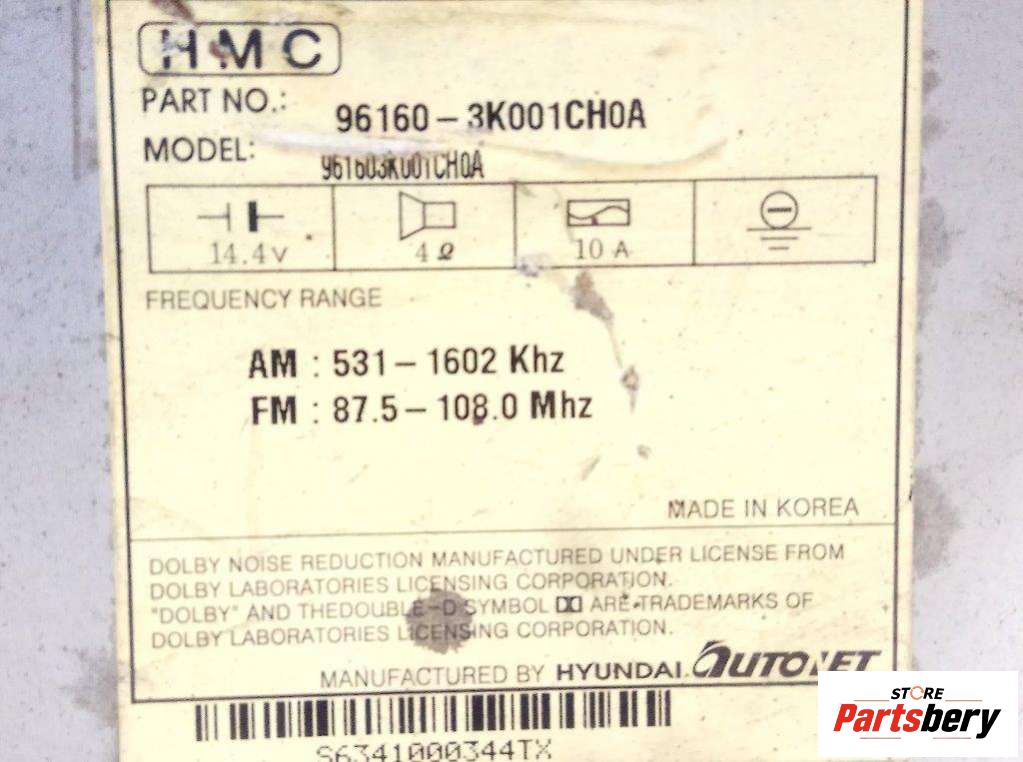 HMC
PART NO.: 96160-3K001CH0A
MODEL: 961603K001CH0A
14.4V 4Ω 10 A
FREQUENCY RANGE
AM : 531-1602 Khz
FM : 87.5-108.0 Mhz
MADE IN KOREA
DOLBY NOISE REDUCTION MANUFACTURED UNDER LICENSE FROM
DOLBY LABORATORIES LICENSING CORPORATION.
"DOLBY" AND THEDOUBLE-D SYMBOL ARE TRADEMARKS OF
DOLBY LABORATORIES LICENSING CORPORATION.
MANUFACTURED BY HYUNDAI AUTONET
S6341000344TX
STORE
Partsbery